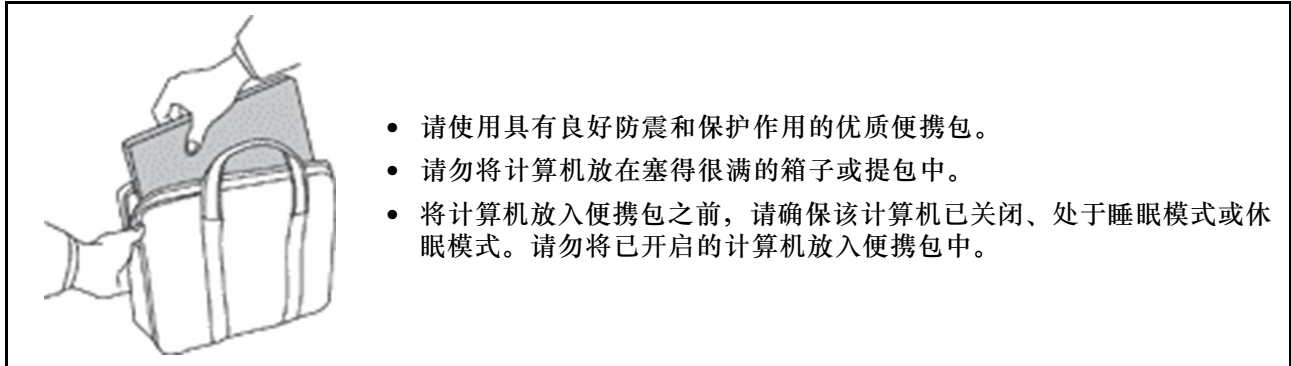 • 请使用具有良好防震和保护作用的优质便携包。
• 请勿将计算机放在塞得很满的箱子或提包中。
• 将计算机放入便携包之前，请确保该计算机已关闭、处于睡眠模式或休
眠模式。请勿将已开启的计算机放入便携包中。